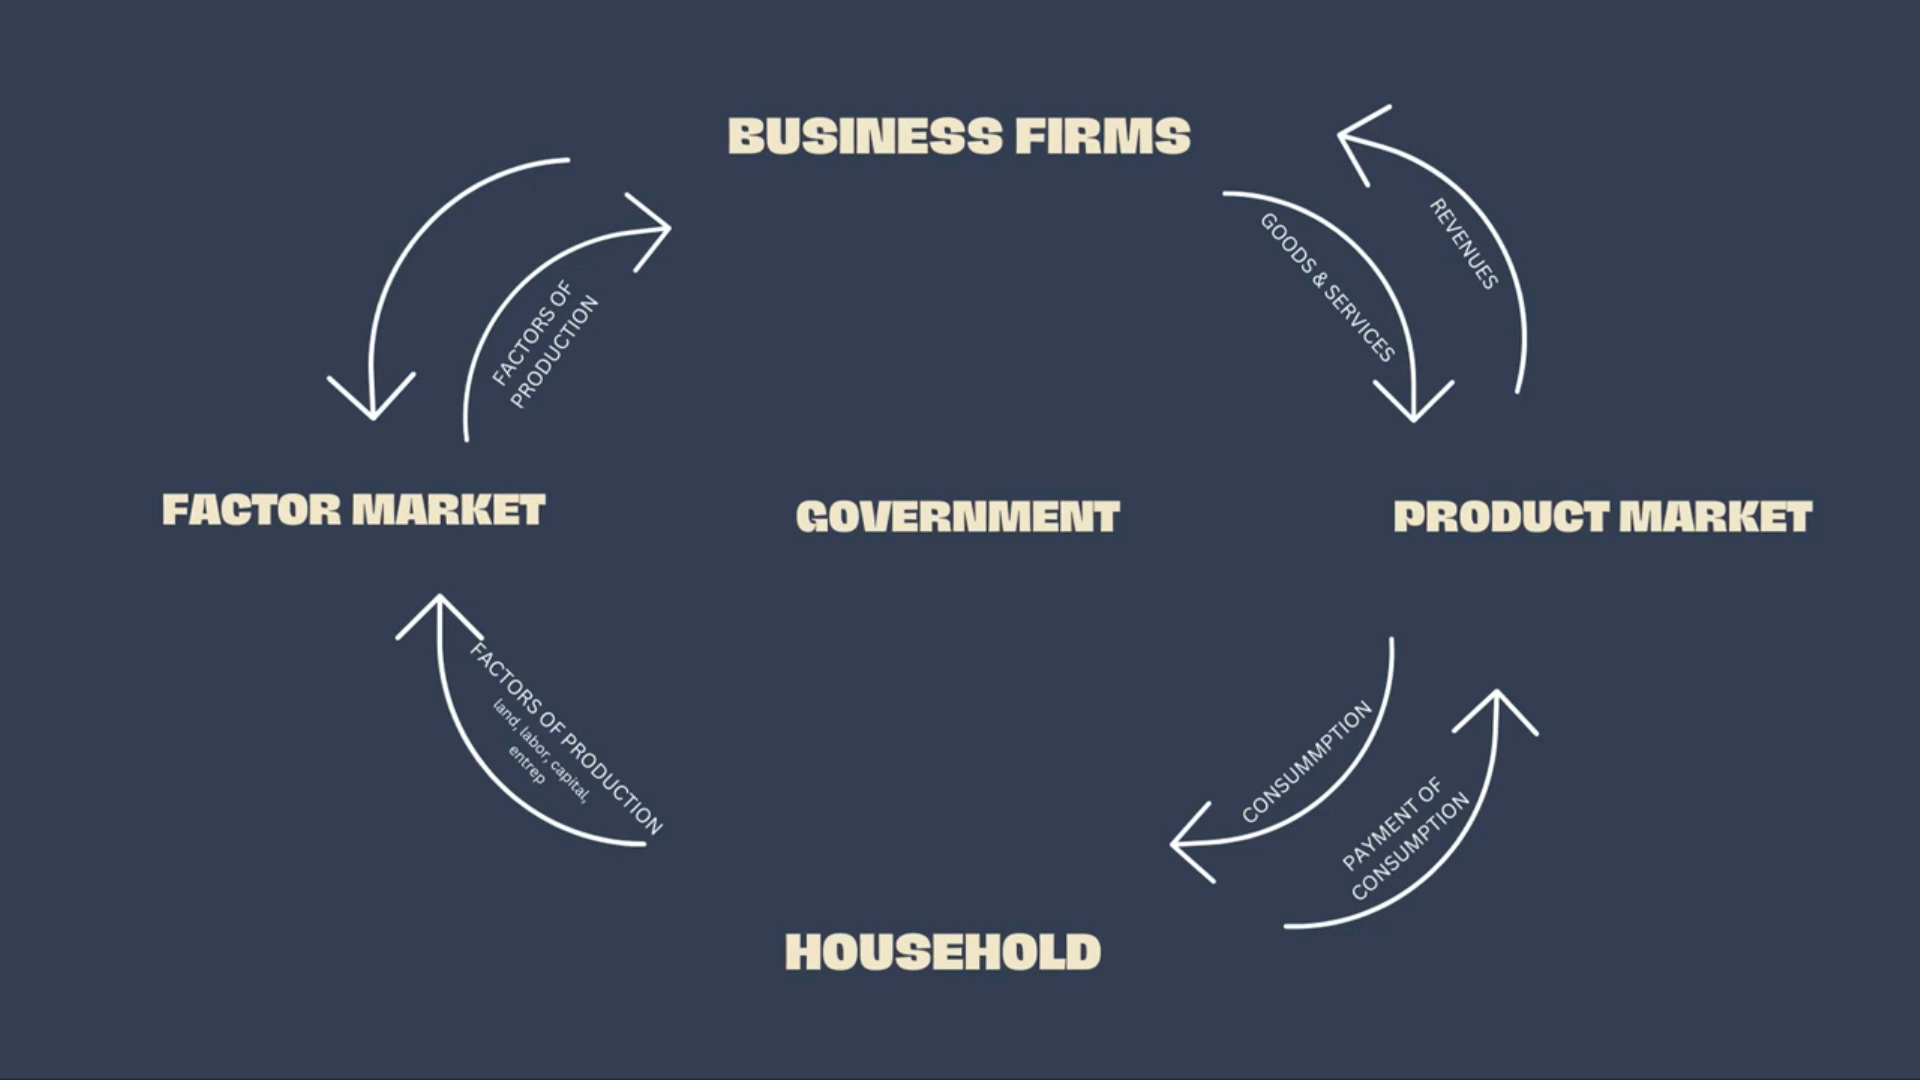 BUSINESS FIRMS
REVENUES
GOODS & SERVICES
FACTORS OF
PRODUCTION
FACTOR MARKET
GOVERNMENT
PRODUCT MARKET
FACTORS OF PRODUCTION
land, labor, capital,
entrep
CONSUMMPTION
PAYMENT OF
CONSUMPTION
HOUSEHOLD